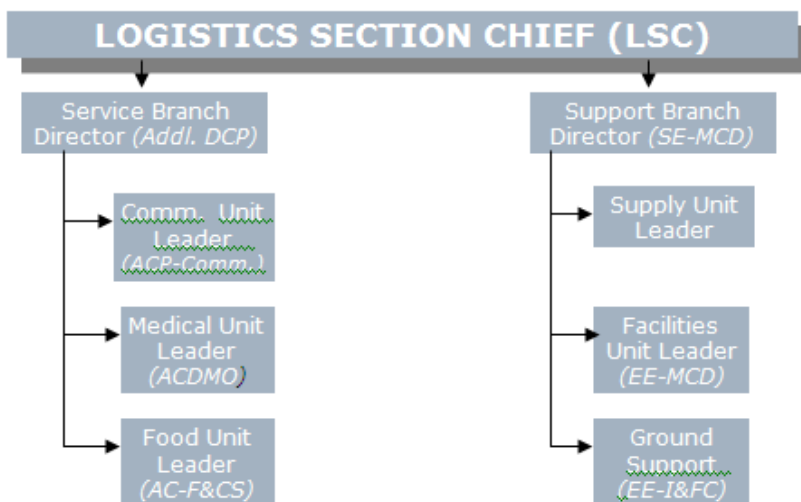 LOGISTICS SECTION CHIEF (LSC)
Service Branch
Director (Addl. DCP)
Comm. Unit
Leader
(ACP-Comm.)
Medical Unit
Leader
(ACDMO)
Food Unit
Leader
(AC-F&CS)
Support Branch
Director (SE-MCD)
Supply Unit
Leader
Facilities
Unit Leader
(EE-MCD)
Ground
Support
(EE-I&FC)